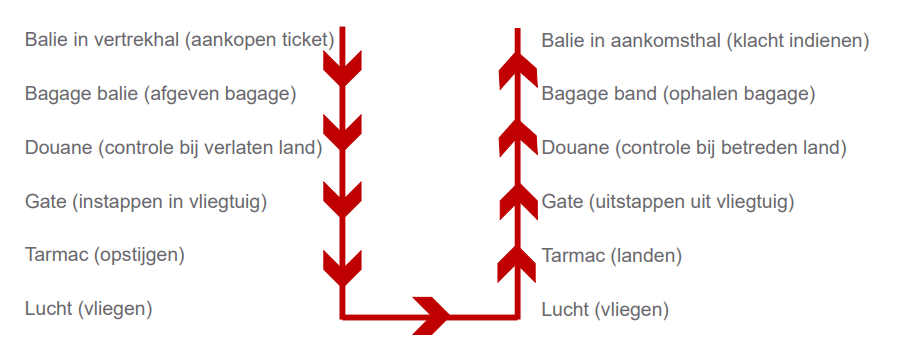 Balie in vertrekhal (aankopen ticket)
Bagage balie (afgeven bagage)
Douane (controle bij verlaten land)
Gate (instappen in vliegtuig)
Tarmac (opstijgen)
Lucht (vliegen)
Balie in aankomsthal (klacht indienen)
Bagage band (ophalen bagage)
Douane (controle bij betreden land)
Gate (uitstappen uit vliegtuig)
Tarmac (landen)
Lucht (vliegen)